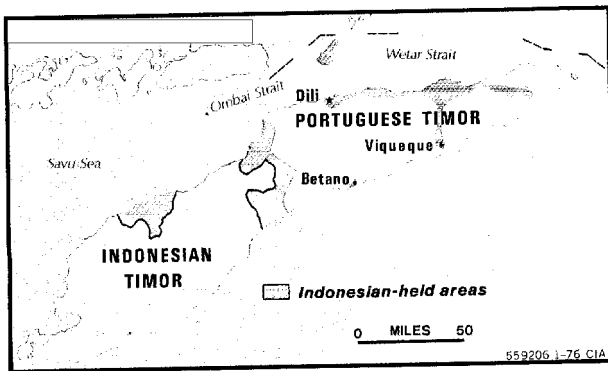 Wetar Strait
Ombai Strait
Dili
PORTUGUESE TIMOR
Viqueque
Savu Sea
Betano
INDONESIAN
TIMOR
Indonesian-held areas
0 MILES 50
559206 1-76 CIA